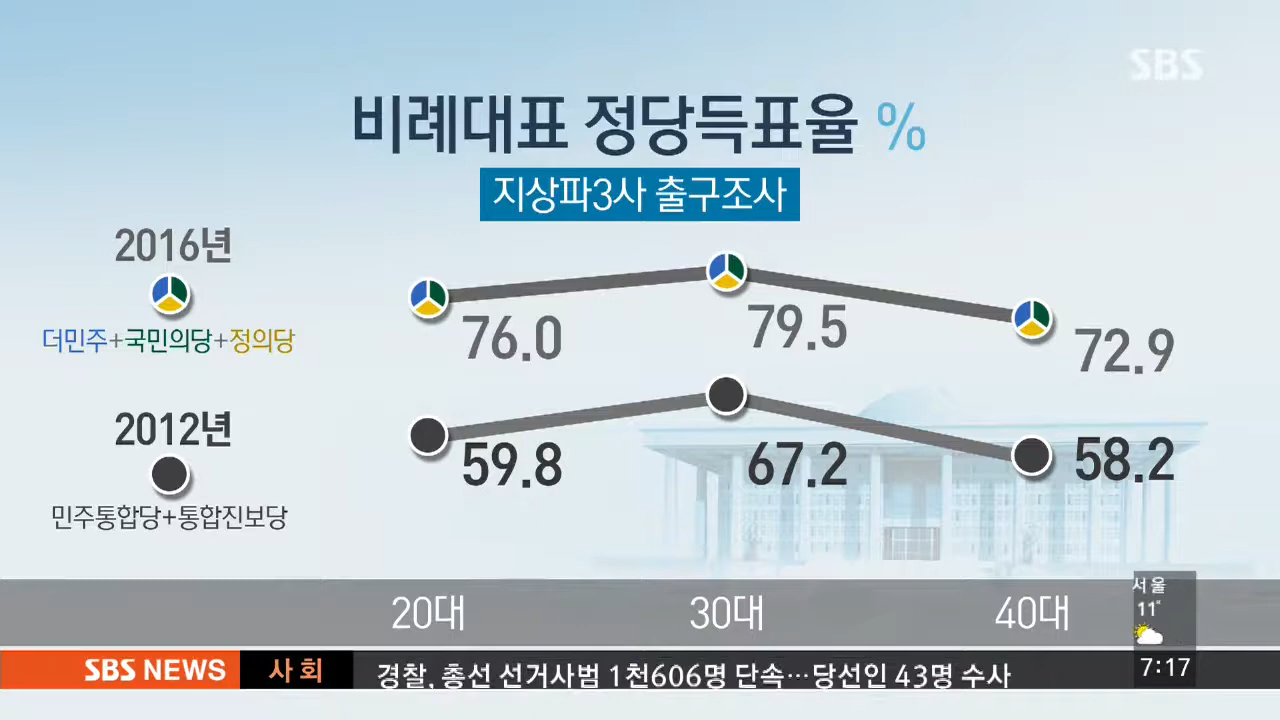 SBS
비례대표 정당득표율 %
지상파3사 출구조사
2016년
더민주+국민의당+정의당
76.0
79.5
72.9
2012년
민주통합당+통합진보당
59.8
67.2
58.2
20대
30대
40대
서울
11°
SBS NEWS
사회
경찰, 총선 선거사범 1천606명 단속…당선인 43명 수사
7:17